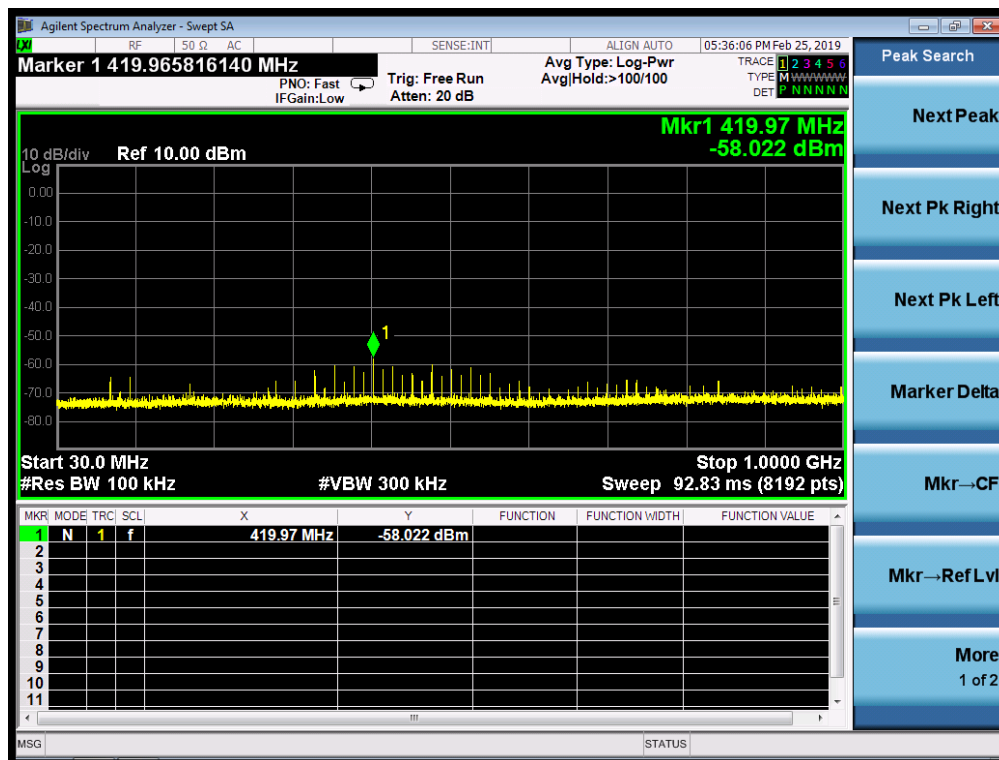 Agilent Spectrum Analyzer - Swept SA
LXI RF 50 Ω AC SENSE:INT ALIGN AUTO 05:36:06 PM Feb 25, 2019
Marker 1 419.965816140 MHz
PNO: Fast
IFGain:Low
Trig: Free Run
Atten: 20 dB
Avg Type: Log-Pwr
Avg|Hold:>100/100
TRACE 1 2 3 4 5 6
TYPE M WWWWW
DET P N N N N N
Peak Search
Next Peak
Next Pk Right
Next Pk Left
Marker Delta
Mkr→CF
Mkr→Ref Lvl
More
1 of 2
Mkr1 419.97 MHz
-58.022 dBm
10 dB/div Ref 10.00 dBm
Log
0.00
-10.0
-20.0
-30.0
-40.0
-50.0
-60.0
-70.0
-80.0
1
Start 30.0 MHz Stop 1.0000 GHz
#Res BW 100 kHz #VBW 300 kHz Sweep 92.83 ms (8192 pts)
MKR MODE TRC SCL X Y FUNCTION FUNCTION WIDTH FUNCTION VALUE
1 N 1 f 419.97 MHz -58.022 dBm
2
3
4
5
6
7
8
9
10
11
MSG STATUS